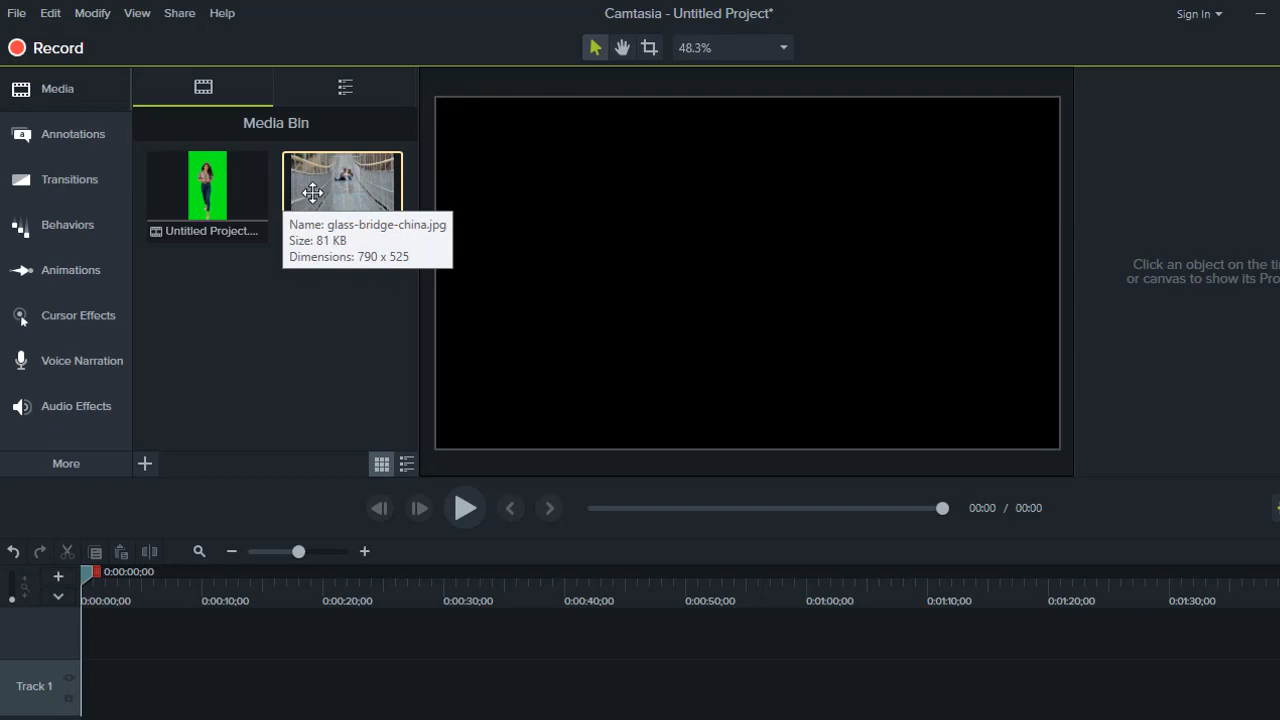 File Edit Modify View Share Help
Camtasia - Untitled Project*
Sign In
Record
48.3%
Media
Annotations
Transitions
Behaviors
Animations
Cursor Effects
Voice Narration
Audio Effects
More
Media Bin
Untitled Project....
Name: glass-bridge-china.jpg
Size: 81 KB
Dimensions: 790 x 525
Click an object on the ti
or canvas to show its Pro
00:00 / 00:00
0:00:00;00
0:00:00;00 0:00:10;00 0:00:20;00 0:00:30;00 0:00:40;00 0:00:50;00 0:01:00;00 0:01:10;00 0:01:20;00 0:01:30;00
Track 1